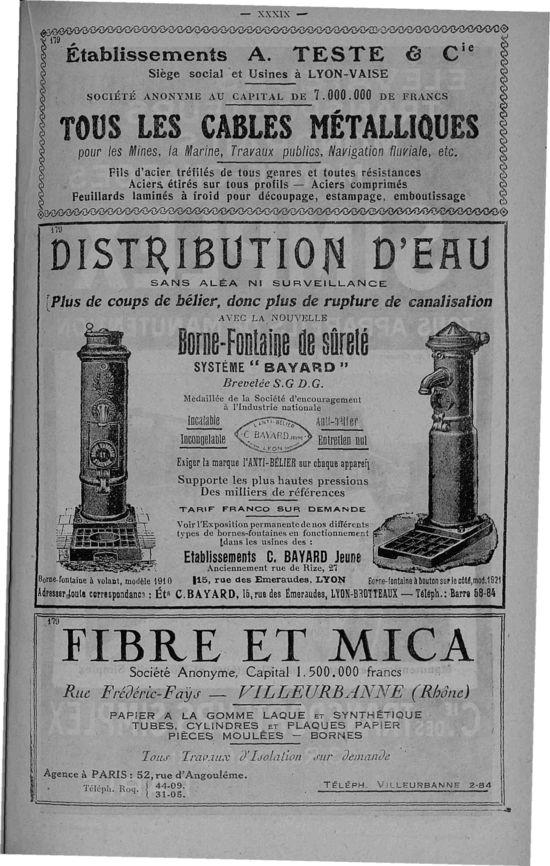 — XXXIX —
179
Établissements A. TESTE & Cie
Siège social et Usines à LYON-VAISE
SOCIÉTÉ ANONYME AU CAPITAL DE 7.000.000 DE FRANCS
TOUS LES CABLES MÉTALLIQUES
pour les Mines, la Marine, Travaux publics, Navigation fluviale, etc.
Fils d'acier tréfilés de tous genres et toutes résistances
Aciers étirés sur tous profils — Aciers comprimés
Feuillards laminés à froid pour découpage, estampage, emboutissage
179
DISTRIBUTION D'EAU
SANS ALÉA NI SURVEILLANCE
Plus de coups de bélier, donc plus de rupture de canalisation
AVEC LA NOUVELLE
Borne-Fontaine de sûreté
SYSTÈME "BAYARD"
Brevetée S.G D.G.
Médaillée de la Société d'encouragement
à l'Industrie nationale
Incalable
Incongelable
L'ANTI-BÉLIER
C. BAYARD JEUNE
LYON
Anti-bélier
Entretien nul
Exiger la marque l'ANTI-BÉLIER sur chaque appareil
Supporte les plus hautes pressions
Des milliers de références
TARIF FRANCO SUR DEMANDE
Voir l'Exposition permanente de nos différents
types de bornes-fontaines en fonctionnement
dans les usines des :
Etablissements C. BAYARD Jeune
Anciennement rue de Rize, 27
15, rue des Emeraudes, LYON
Borne-fontaine à volant, modèle 1910
Borne-fontaine à bouton sur le côté, mod. 1921
Adresser toute correspondance : Éts C. BAYARD, 15, rue des Emeraudes, LYON-BROTTEAUX — Téléph.: Barre 58-84
179
FIBRE ET MICA
Société Anonyme, Capital 1.500.000 francs
Rue Frédéric-Faÿs — VILLEURBANNE (Rhône)
PAPIER A LA GOMME LAQUE ET SYNTHÉTIQUE
TUBES, CYLINDRES ET PLAQUES PAPIER
PIÈCES MOULÉES — BORNES
Tous Travaux d'Isolation sur demande
Agence à PARIS : 52, rue d'Angoulême.
Téléph. Roq. { 44-09.
31-05.
TÉLÉPH. VILLEURBANNE 2-84